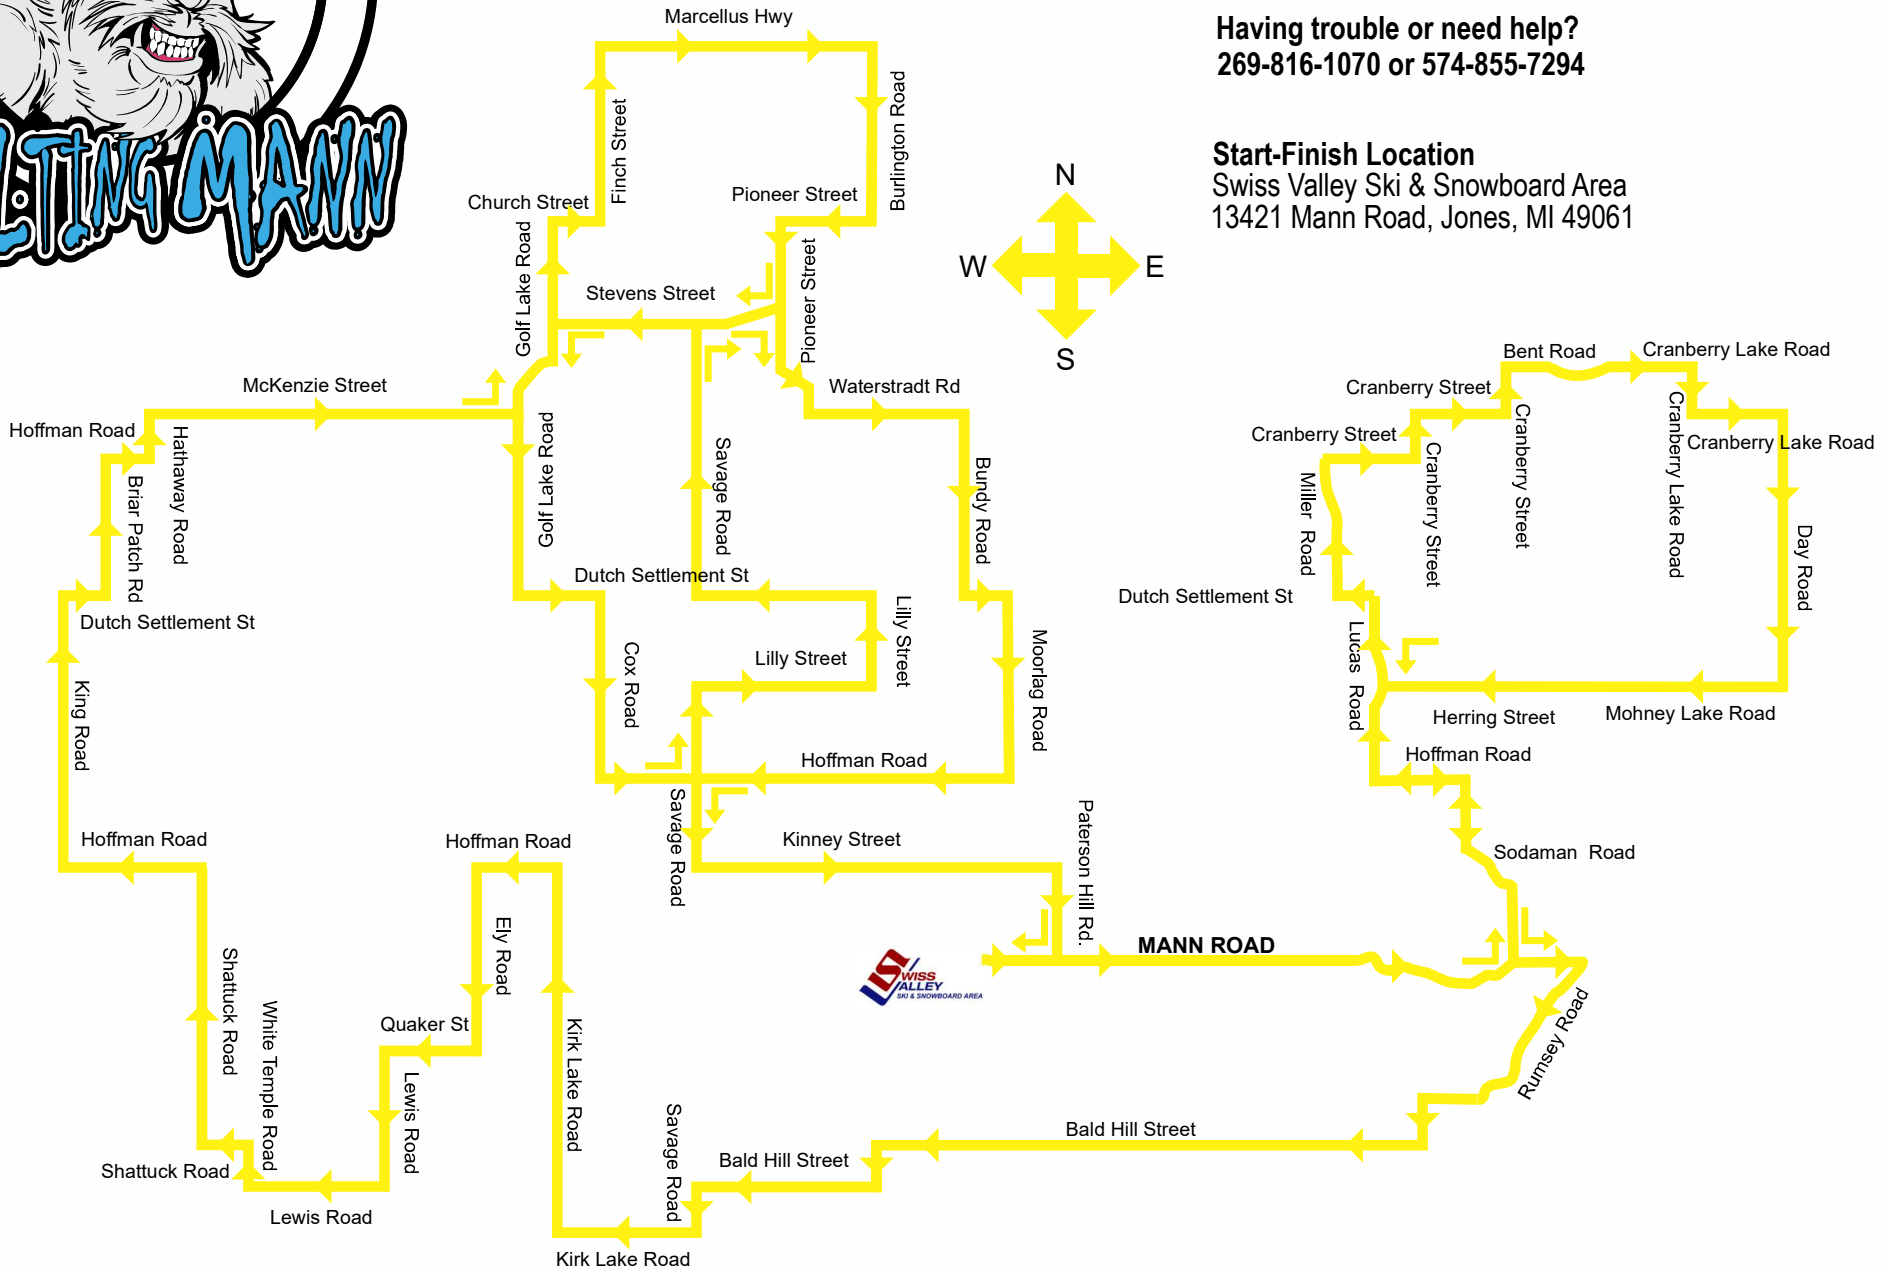 LTING MANN
Marcellus Hwy
Having trouble or need help?
269-816-1070 or 574-855-7294
Finch Street
Burlington Road
Start-Finish Location
Swiss Valley Ski & Snowboard Area
13421 Mann Road, Jones, MI 49061
Church Street
Pioneer Street
N
W
E
S
Golf Lake Road
Stevens Street
Pioneer Street
McKenzie Street
Waterstradt Rd
Hoffman Road
Hathaway Road
Briar Patch Rd
Golf Lake Road
Savage Road
Bundy Road
Bent Road
Cranberry Lake Road
Cranberry Street
Cranberry Street
Cranberry Street
Cranberry Street
Cranberry Lake Road
Cranberry Lake Road
Miller Road
Day Road
Dutch Settlement St
Dutch Settlement St
Dutch Settlement St
Lilly Street
Lilly Street
Cox Road
Moorlag Road
Lucas Road
King Road
Herring Street
Mohney Lake Road
Hoffman Road
Hoffman Road
Hoffman Road
Hoffman Road
Savage Road
Kinney Street
Paterson Hill Rd.
Sodaman Road
MANN ROAD
SWISS
VALLEY
SKI & SNOWBOARD AREA
Ely Road
Shattuck Road
White Temple Road
Quaker St
Lewis Road
Kirk Lake Road
Rumsey Road
Savage Road
Bald Hill Street
Bald Hill Street
Shattuck Road
Lewis Road
Kirk Lake Road